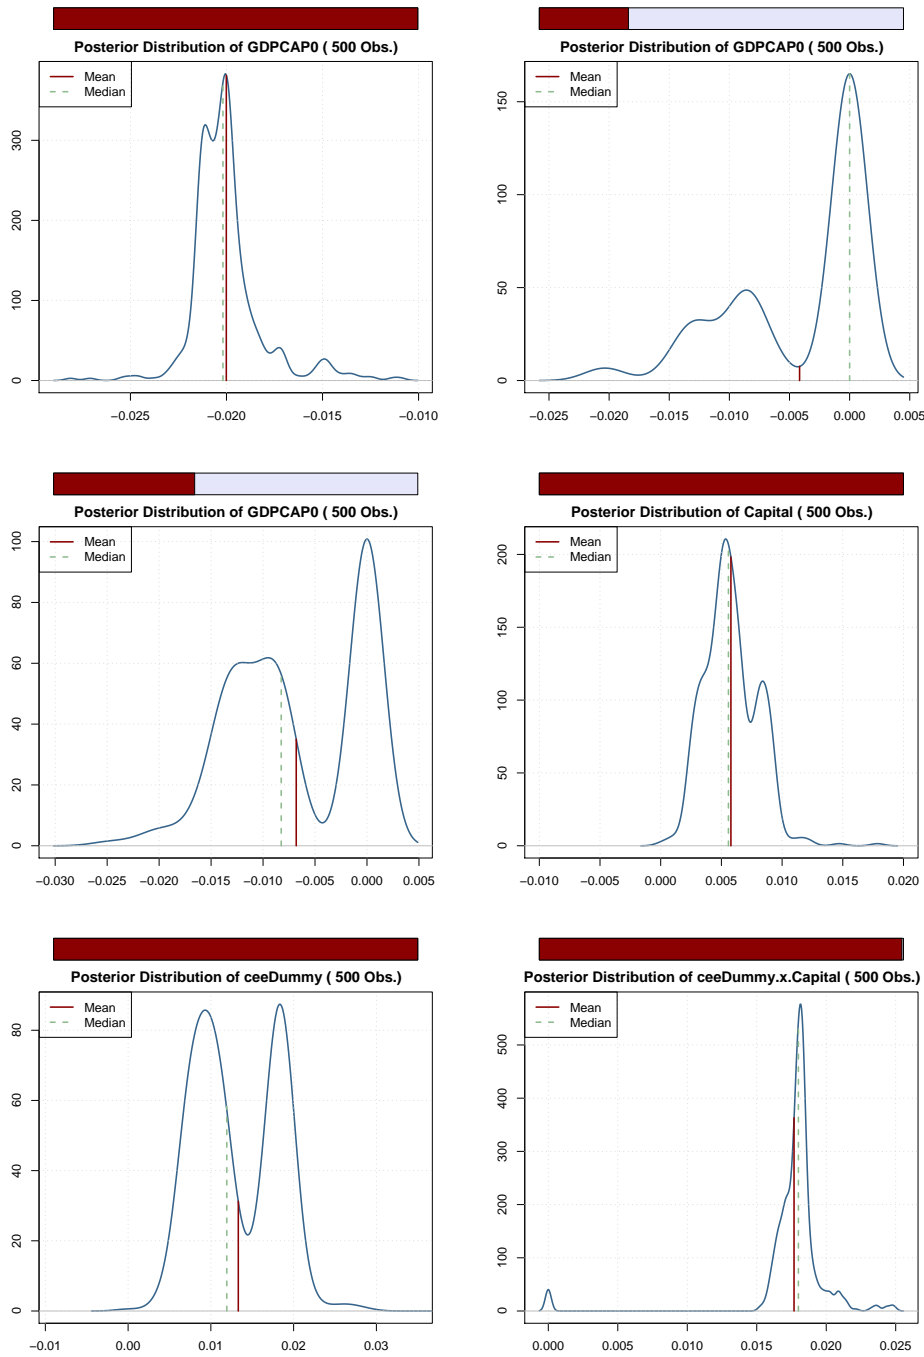 Posterior Distribution of GDPCAP0 ( 500 Obs.)
Mean
Median
0 100 200 300
−0.025 −0.020 −0.015 −0.010
Posterior Distribution of GDPCAP0 ( 500 Obs.)
Mean
Median
0 50 100 150
−0.025 −0.020 −0.015 −0.010 −0.005 0.000 0.005
Posterior Distribution of GDPCAP0 ( 500 Obs.)
Mean
Median
0 20 40 60 80 100
−0.030 −0.025 −0.020 −0.015 −0.010 −0.005 0.000 0.005
Posterior Distribution of Capital ( 500 Obs.)
Mean
Median
0 50 100 150 200
−0.010 −0.005 0.000 0.005 0.010 0.015 0.020
Posterior Distribution of ceeDummy ( 500 Obs.)
Mean
Median
0 20 40 60 80
−0.01 0.00 0.01 0.02 0.03
Posterior Distribution of ceeDummy.x.Capital ( 500 Obs.)
Mean
Median
0 100 200 300 400 500
0.000 0.005 0.010 0.015 0.020 0.025